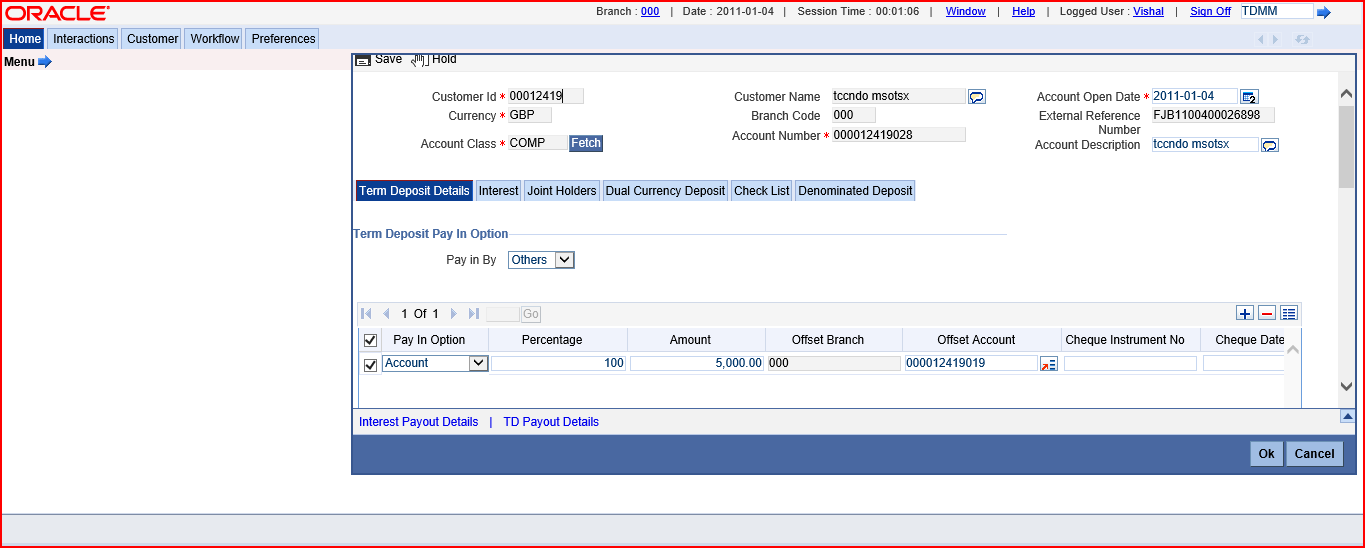 ORACLE Branch : 000 | Date : 2011-01-04 | Session Time : 00:01:06 | Window | Help | Logged User : Vishal | Sign Off TDMM
Home Interactions Customer Workflow Preferences
Menu
Save Hold
Customer Id * 00012419 Customer Name tccndo msotsx Account Open Date * 2011-01-04
Currency * GBP Branch Code 000 External Reference Number FJB1100400026898
Account Class * COMP Fetch Account Number * 000012419028 Account Description tccndo msotsx
Term Deposit Details Interest Joint Holders Dual Currency Deposit Check List Denominated Deposit
Term Deposit Pay In Option
Pay in By Others
1 Of 1 Go
Pay In Option Percentage Amount Offset Branch Offset Account Cheque Instrument No Cheque Date
Account 100 5,000.00 000 000012419019
Interest Payout Details | TD Payout Details
Ok Cancel